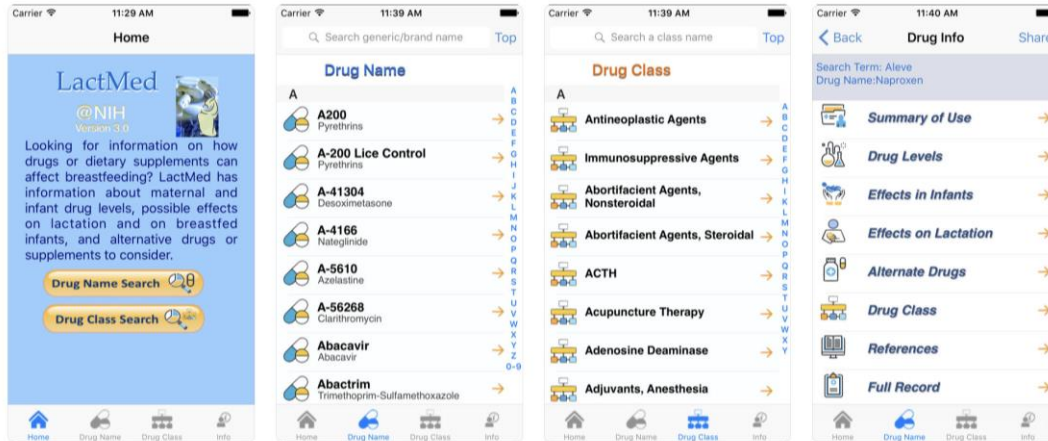 Carrier 11:29 AM
Home
LactMed
@NIH
Version 3.0
Looking for information on how
drugs or dietary supplements can
affect breastfeeding? LactMed has
information about maternal and
infant drug levels, possible effects
on lactation and on breastfed
infants, and alternative drugs or
supplements to consider.
Drug Name Search
Drug Class Search
Home Drug Name Drug Class Info
Carrier 11:39 AM
Search generic/brand name Top
Drug Name
A
A200
Pyrethrins
A-200 Lice Control
Pyrethrins
A-41304
Desoximetasone
A-4166
Nateglinide
A-5610
Azelastine
A-56268
Clarithromycin
Abacavir
Abacavir
Abactrim
Trimethoprim-Sulfamethoxazole
A
B
C
D
E
F
G
H
I
J
K
L
M
N
O
P
Q
R
S
T
U
V
W
X
Y
Z
0-9
Home Drug Name Drug Class Info
Carrier 11:39 AM
Search a class name Top
Drug Class
A
Antineoplastic Agents
Immunosuppressive Agents
Abortifacient Agents,
Nonsteroidal
Abortifacient Agents, Steroidal
ACTH
Acupuncture Therapy
Adenosine Deaminase
Adjuvants, Anesthesia
A
B
C
D
E
F
G
H
I
K
L
M
N
O
P
Q
R
S
T
U
V
W
X
Y
Home Drug Name Drug Class Info
Carrier 11:40 AM
Back Drug Info Share
Search Term: Aleve
Drug Name:Naproxen
Summary of Use
Drug Levels
Effects in Infants
Effects on Lactation
Alternate Drugs
Drug Class
References
Full Record
Home Drug Name Drug Class Info